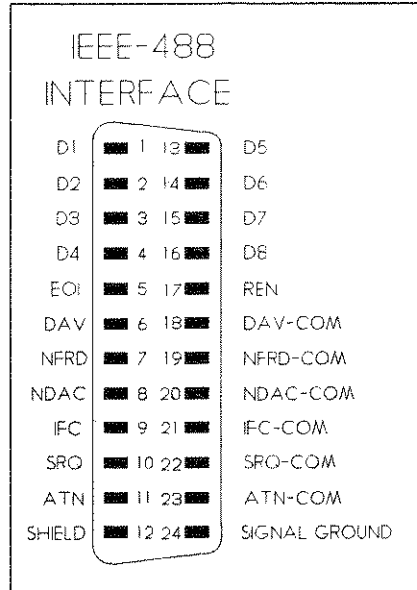 IEEE-488
INTERFACE
D1 1 13 D5
D2 2 14 D6
D3 3 15 D7
D4 4 16 D8
EOI 5 17 REN
DAV 6 18 DAV-COM
NFRD 7 19 NFRD-COM
NDAC 8 20 NDAC-COM
IFC 9 21 IFC-COM
SRQ 10 22 SRQ-COM
ATN 11 23 ATN-COM
SHIELD 12 24 SIGNAL GROUND